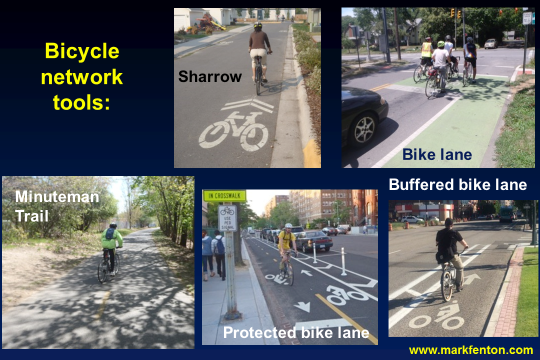 Bicycle
network
tools:
Sharrow
Bike lane
Minuteman
Trail
IN CROSSWALK
Protected bike lane
Buffered bike lane
www.markfenton.com